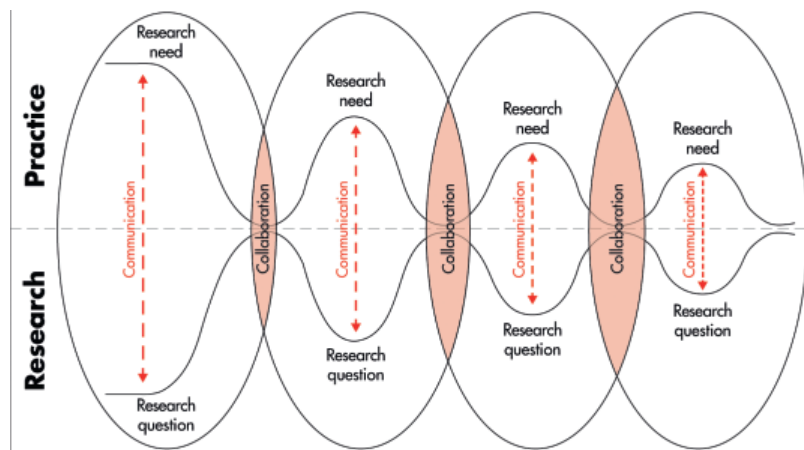 Practice
Research
Research
need
Communication
Research
question
Collaboration
Research
need
Communication
Research
question
Collaboration
Research
need
Communication
Research
question
Collaboration
Research
need
Communication
Research
question